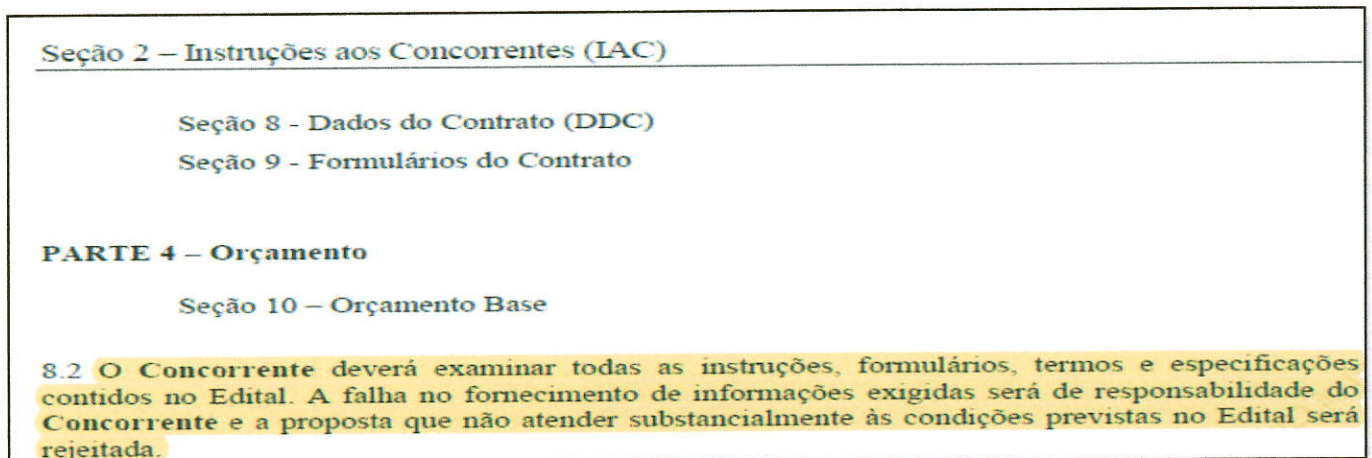 Seção 2 – Instruções aos Concorrentes (IAC)
Seção 8 - Dados do Contrato (DDC)
Seção 9 - Formulários do Contrato
PARTE 4 – Orçamento
Seção 10 – Orçamento Base
8.2 O Concorrente deverá examinar todas as instruções, formulários, termos e especificações
contidos no Edital. A falha no fornecimento de informações exigidas será de responsabilidade do
Concorrente e a proposta que não atender substancialmente às condições previstas no Edital será
rejeitada.